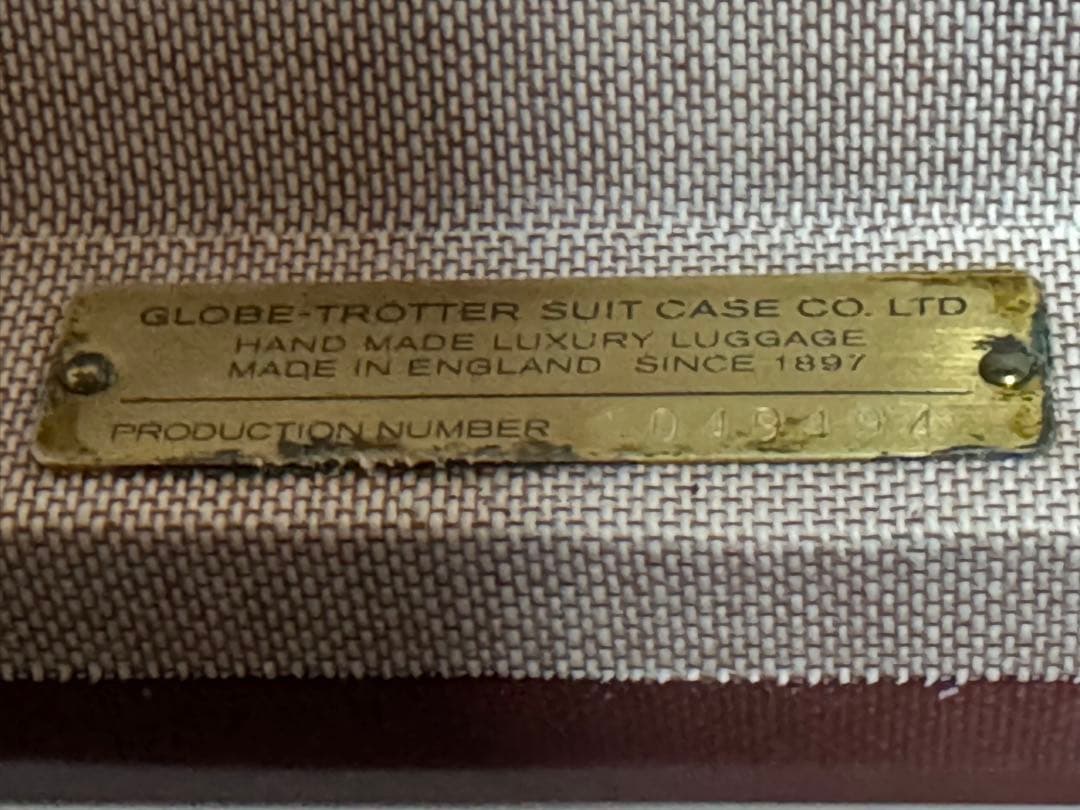 GLOBE-TROTTER SUIT CASE CO. LTD
HAND MADE LUXURY LUGGAGE
MADE IN ENGLAND SINCE 1897
PRODUCTION NUMBER